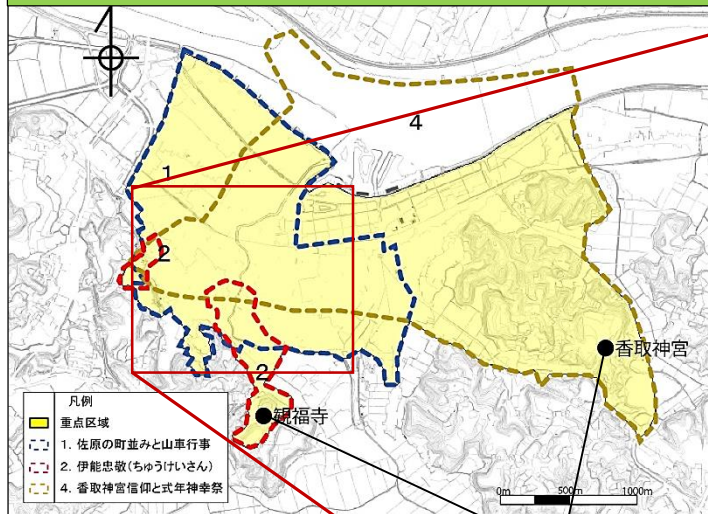 4
1
2
2
香取神宮
観福寺
凡例
重点区域
1. 佐原の町並みと山車行事
2. 伊能忠敬(ちゅうけいさん)
4. 香取神宮信仰と式年神幸祭
0m 500m 1000m